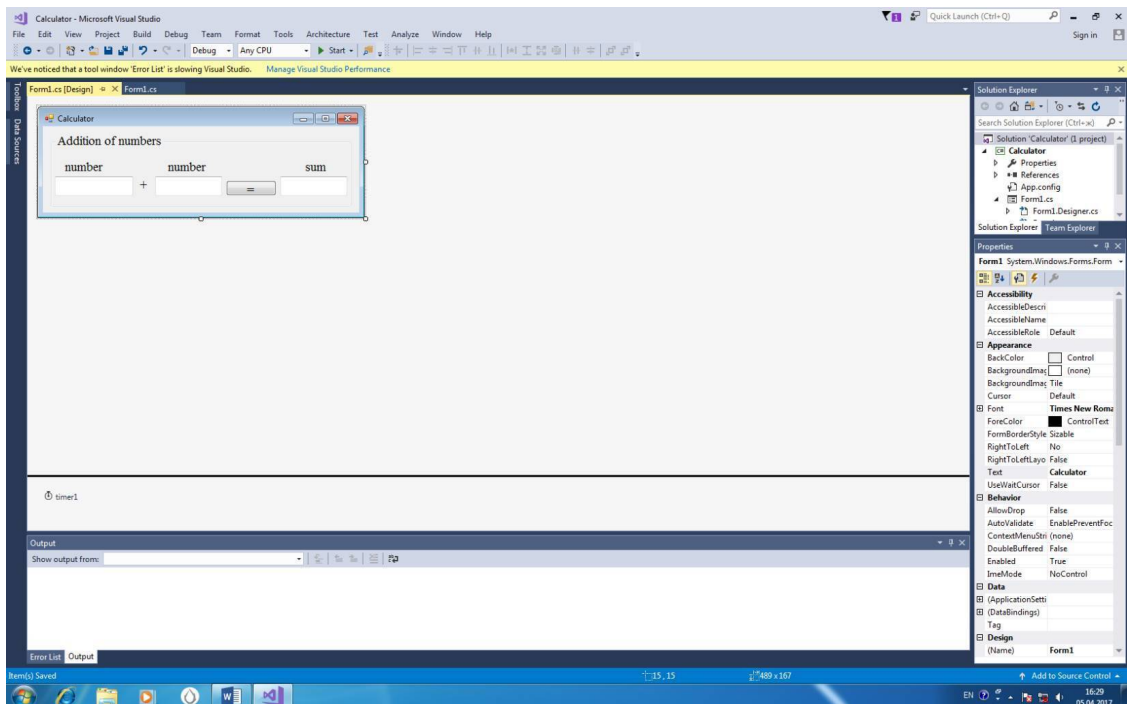 Calculator - Microsoft Visual Studio
1
Quick Launch (Ctrl+Q)
File Edit View Project Build Debug Team Format Tools Architecture Test Analyze Window Help
Sign in
Debug Any CPU Start
We've noticed that a tool window 'Error List' is slowing Visual Studio. Manage Visual Studio Performance
Toolbox
Data Sources
Form1.cs [Design] Form1.cs
Calculator
Addition of numbers
number number sum
+ =
timer1
Output
Show output from:
Error List Output
Solution Explorer
Search Solution Explorer (Ctrl+ж)
Solution 'Calculator' (1 project)
Calculator
Properties
References
App.config
Form1.cs
Form1.Designer.cs
Solution Explorer Team Explorer
Properties
Form1 System.Windows.Forms.Form
Accessibility
AccessibleDescri
AccessibleName
AccessibleRole Default
Appearance
BackColor Control
BackgroundImag (none)
BackgroundImag Tile
Cursor Default
Font Times New Roma
ForeColor ControlText
FormBorderStyle Sizable
RightToLeft No
RightToLeftLayo False
Text Calculator
UseWaitCursor False
Behavior
AllowDrop False
AutoValidate EnablePreventFoc
ContextMenuStri (none)
DoubleBuffered False
Enabled True
ImeMode NoControl
Data
(ApplicationSetti
(DataBindings)
Tag
Design
(Name) Form1
Item(s) Saved 15 , 15 489 x 167 Add to Source Control
EN 16:29
05.04.2017